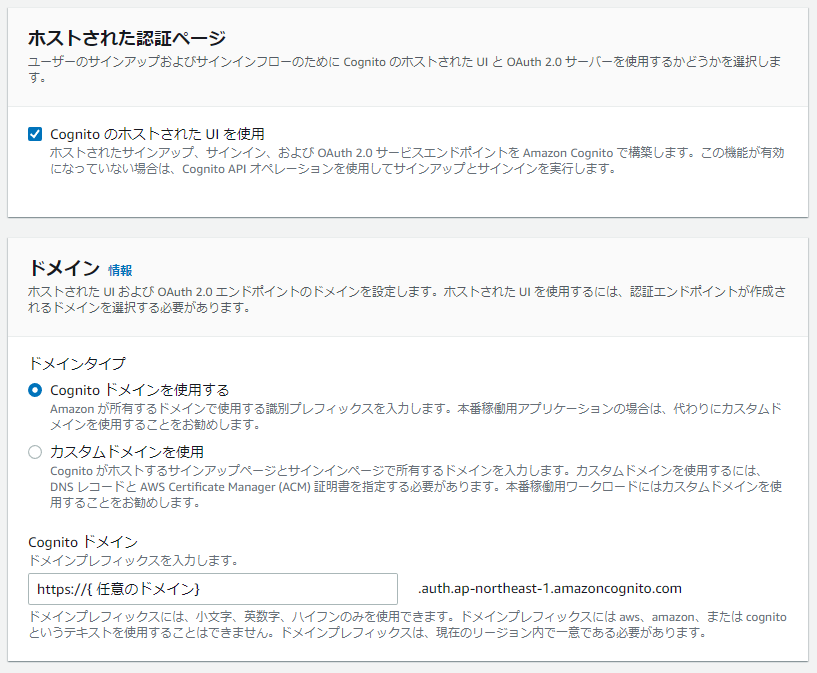 ホストされた認証ページ
ユーザーのサインアップおよびサインインフローのために Cognito のホストされた UI と OAuth 2.0 サーバーを使用するかどうかを選択しま
す。
Cognito のホストされた UI を使用
ホストされたサインアップ、サインイン、および OAuth 2.0 サービスエンドポイントを Amazon Cognito で構築します。この機能が有効
になっていない場合は、Cognito API オペレーションを使用してサインアップとサインインを実行します。
ドメイン 情報
ホストされた UI および OAuth 2.0 エンドポイントのドメインを設定します。ホストされた UI を使用するには、認証エンドポイントが作成さ
れるドメインを選択する必要があります。
ドメインタイプ
Cognito ドメインを使用する
Amazon が所有するドメインで使用する識別プレフィックスを入力します。本番稼働用アプリケーションの場合は、代わりにカスタムド
メインを使用することをお勧めします。
カスタムドメインを使用
Cognito がホストするサインアップページとサインインページで所有するドメインを入力します。カスタムドメインを使用するには、
DNS レコードと AWS Certificate Manager (ACM) 証明書を指定する必要があります。本番稼働用ワークロードにはカスタムドメインを使
用することをお勧めします。
Cognito ドメイン
ドメインプレフィックスを入力します。
https://{ 任意のドメイン} .auth.ap-northeast-1.amazoncognito.com
ドメインプレフィックスには、小文字、英数字、ハイフンのみを使用できます。ドメインプレフィックスには aws、amazon、または cognito
というテキストを使用することはできません。ドメインプレフィックスは、現在のリージョン内で一意である必要があります。